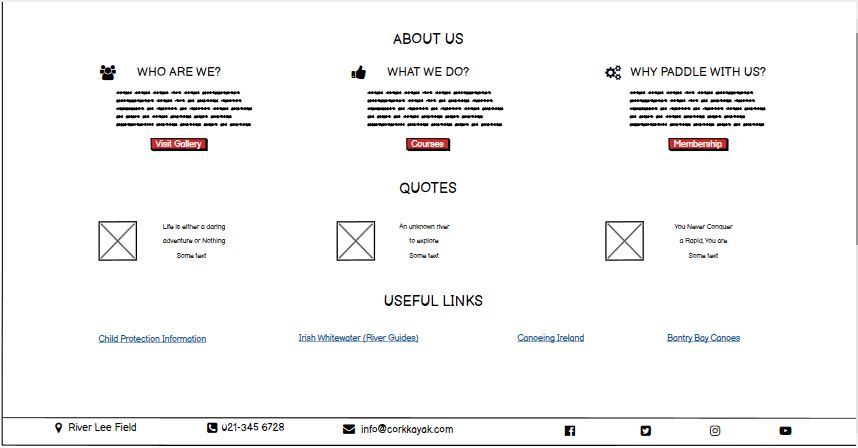 ABOUT US
WHO ARE WE?
WHAT WE DO?
WHY PADDLE WITH US?
Visit Gallery
Courses
Membership
QUOTES
Life is either a daring
adventure or Nothing
Some text
An unknown river
to explore
Some text
You Never Conquer
a Rapid, You are
Some text
USEFUL LINKS
Child Protection Information
Irish Whitewater (River Guides)
Canoeing Ireland
Bantry Bay Canoes
River Lee Field
021-345 6728
info@corkkayak.com